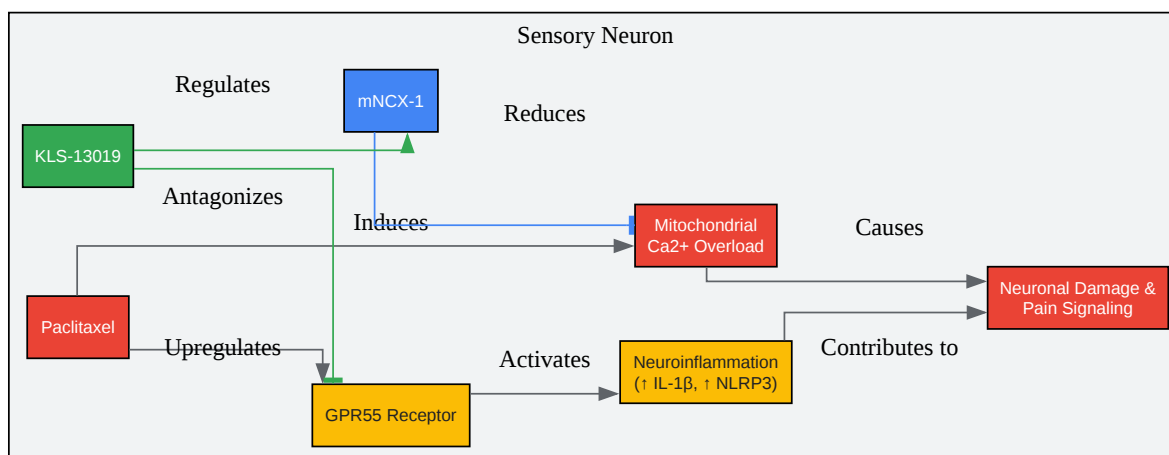 Sensory Neuron
Regulates
mNCX-1
Reduces
KLS-13019
Antagonizes
Induces
Mitochondrial
Ca2+ Overload
Causes
Neuronal Damage &
Pain Signaling
Paclitaxel
Upregulates
Activates
Neuroinflammation
(↑ IL-1β, ↑ NLRP3)
Contributes to
GPR55 Receptor